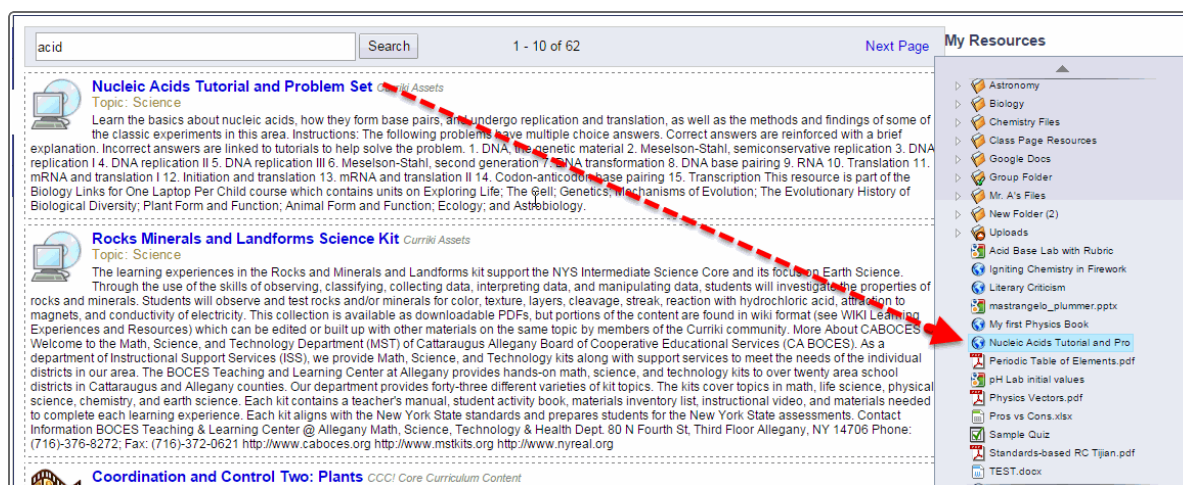 acid Search 1 - 10 of 62 Next Page
Nucleic Acids Tutorial and Problem Set Curriki Assets
Topic: Science
Learn the basics about nucleic acids, how they form base pairs, and undergo replication and translation, as well as the methods and findings of some of
the classic experiments in this area. Instructions: The following problems have multiple choice answers. Correct answers are reinforced with a brief
explanation. Incorrect answers are linked to tutorials to help solve the problem. 1. DNA, the genetic material 2. Meselson-Stahl, semiconservative replication 3. DNA
replication I 4. DNA replication II 5. DNA replication III 6. Meselson-Stahl, second generation 7. DNA transformation 8. DNA base pairing 9. RNA 10. Translation 11.
mRNA and translation I 12. Initiation and translation 13. mRNA and translation II 14. Codon-anticodon base pairing 15. Transcription This resource is part of the
Biology Links for One Laptop Per Child course which contains units on Exploring Life; The Cell; Genetics; Mechanisms of Evolution; The Evolutionary History of
Biological Diversity; Plant Form and Function; Animal Form and Function; Ecology; and Astrobiology.
Rocks Minerals and Landforms Science Kit Curriki Assets
Topic: Science
The learning experiences in the Rocks and Minerals and Landforms kit support the NYS Intermediate Science Core and its focus on Earth Science.
Through the use of the skills of observing, classifying, collecting data, interpreting data, and manipulating data, students will investigate the properties of
rocks and minerals. Students will observe and test rocks and/or minerals for color, texture, layers, cleavage, streak, reaction with hydrochloric acid, attraction to
magnets, and conductivity of electricity. This collection is available as downloadable PDFs, but portions of the content are found in wiki format (see WIKI Learning
Experiences and Resources) which can be edited or built up with other materials on the same topic by members of the Curriki community. More About CABOCES
Welcome to the Math, Science, and Technology Department (MST) of Cattaraugus Allegany Board of Cooperative Educational Services (CA BOCES). As a
department of Instructional Support Services (ISS), we provide Math, Science, and Technology kits along with support services to meet the needs of the individual
districts in our area. The BOCES Teaching and Learning Center at Allegany provides hands-on math, science, and technology kits to over twenty area school
districts in Cattaraugus and Allegany counties. Our department provides forty-three different varieties of kit topics. The kits cover topics in math, life science, physical
science, chemistry, and earth science. Each kit contains a teacher's manual, student activity book, materials inventory list, instructional video, and materials needed
to complete each learning experience. Each kit aligns with the New York State standards and prepares students for the New York State assessments. Contact
Information BOCES Teaching & Learning Center @ Allegany Math, Science, Technology & Health Dept. 80 N Fourth St, Third Floor Allegany, NY 14706 Phone:
(716)-376-8272; Fax: (716)-372-0621 http://www.caboces.org http://www.mstkits.org http://www.nyreal.org
Coordination and Control Two: Plants CCC! Core Curriculum Content
My Resources
Astronomy
Biology
Chemistry Files
Class Page Resources
Google Docs
Group Folder
Mr. A's Files
New Folder (2)
Uploads
Acid Base Lab with Rubric
Igniting Chemistry in Firework
Literary Criticism
mastrangelo_plummer.pptx
My first Physics Book
Nucleic Acids Tutorial and Pro
Periodic Table of Elements.pdf
pH Lab initial values
Physics Vectors.pdf
Pros vs Cons.xlsx
Sample Quiz
Standards-based RC Tijian.pdf
TEST.docx